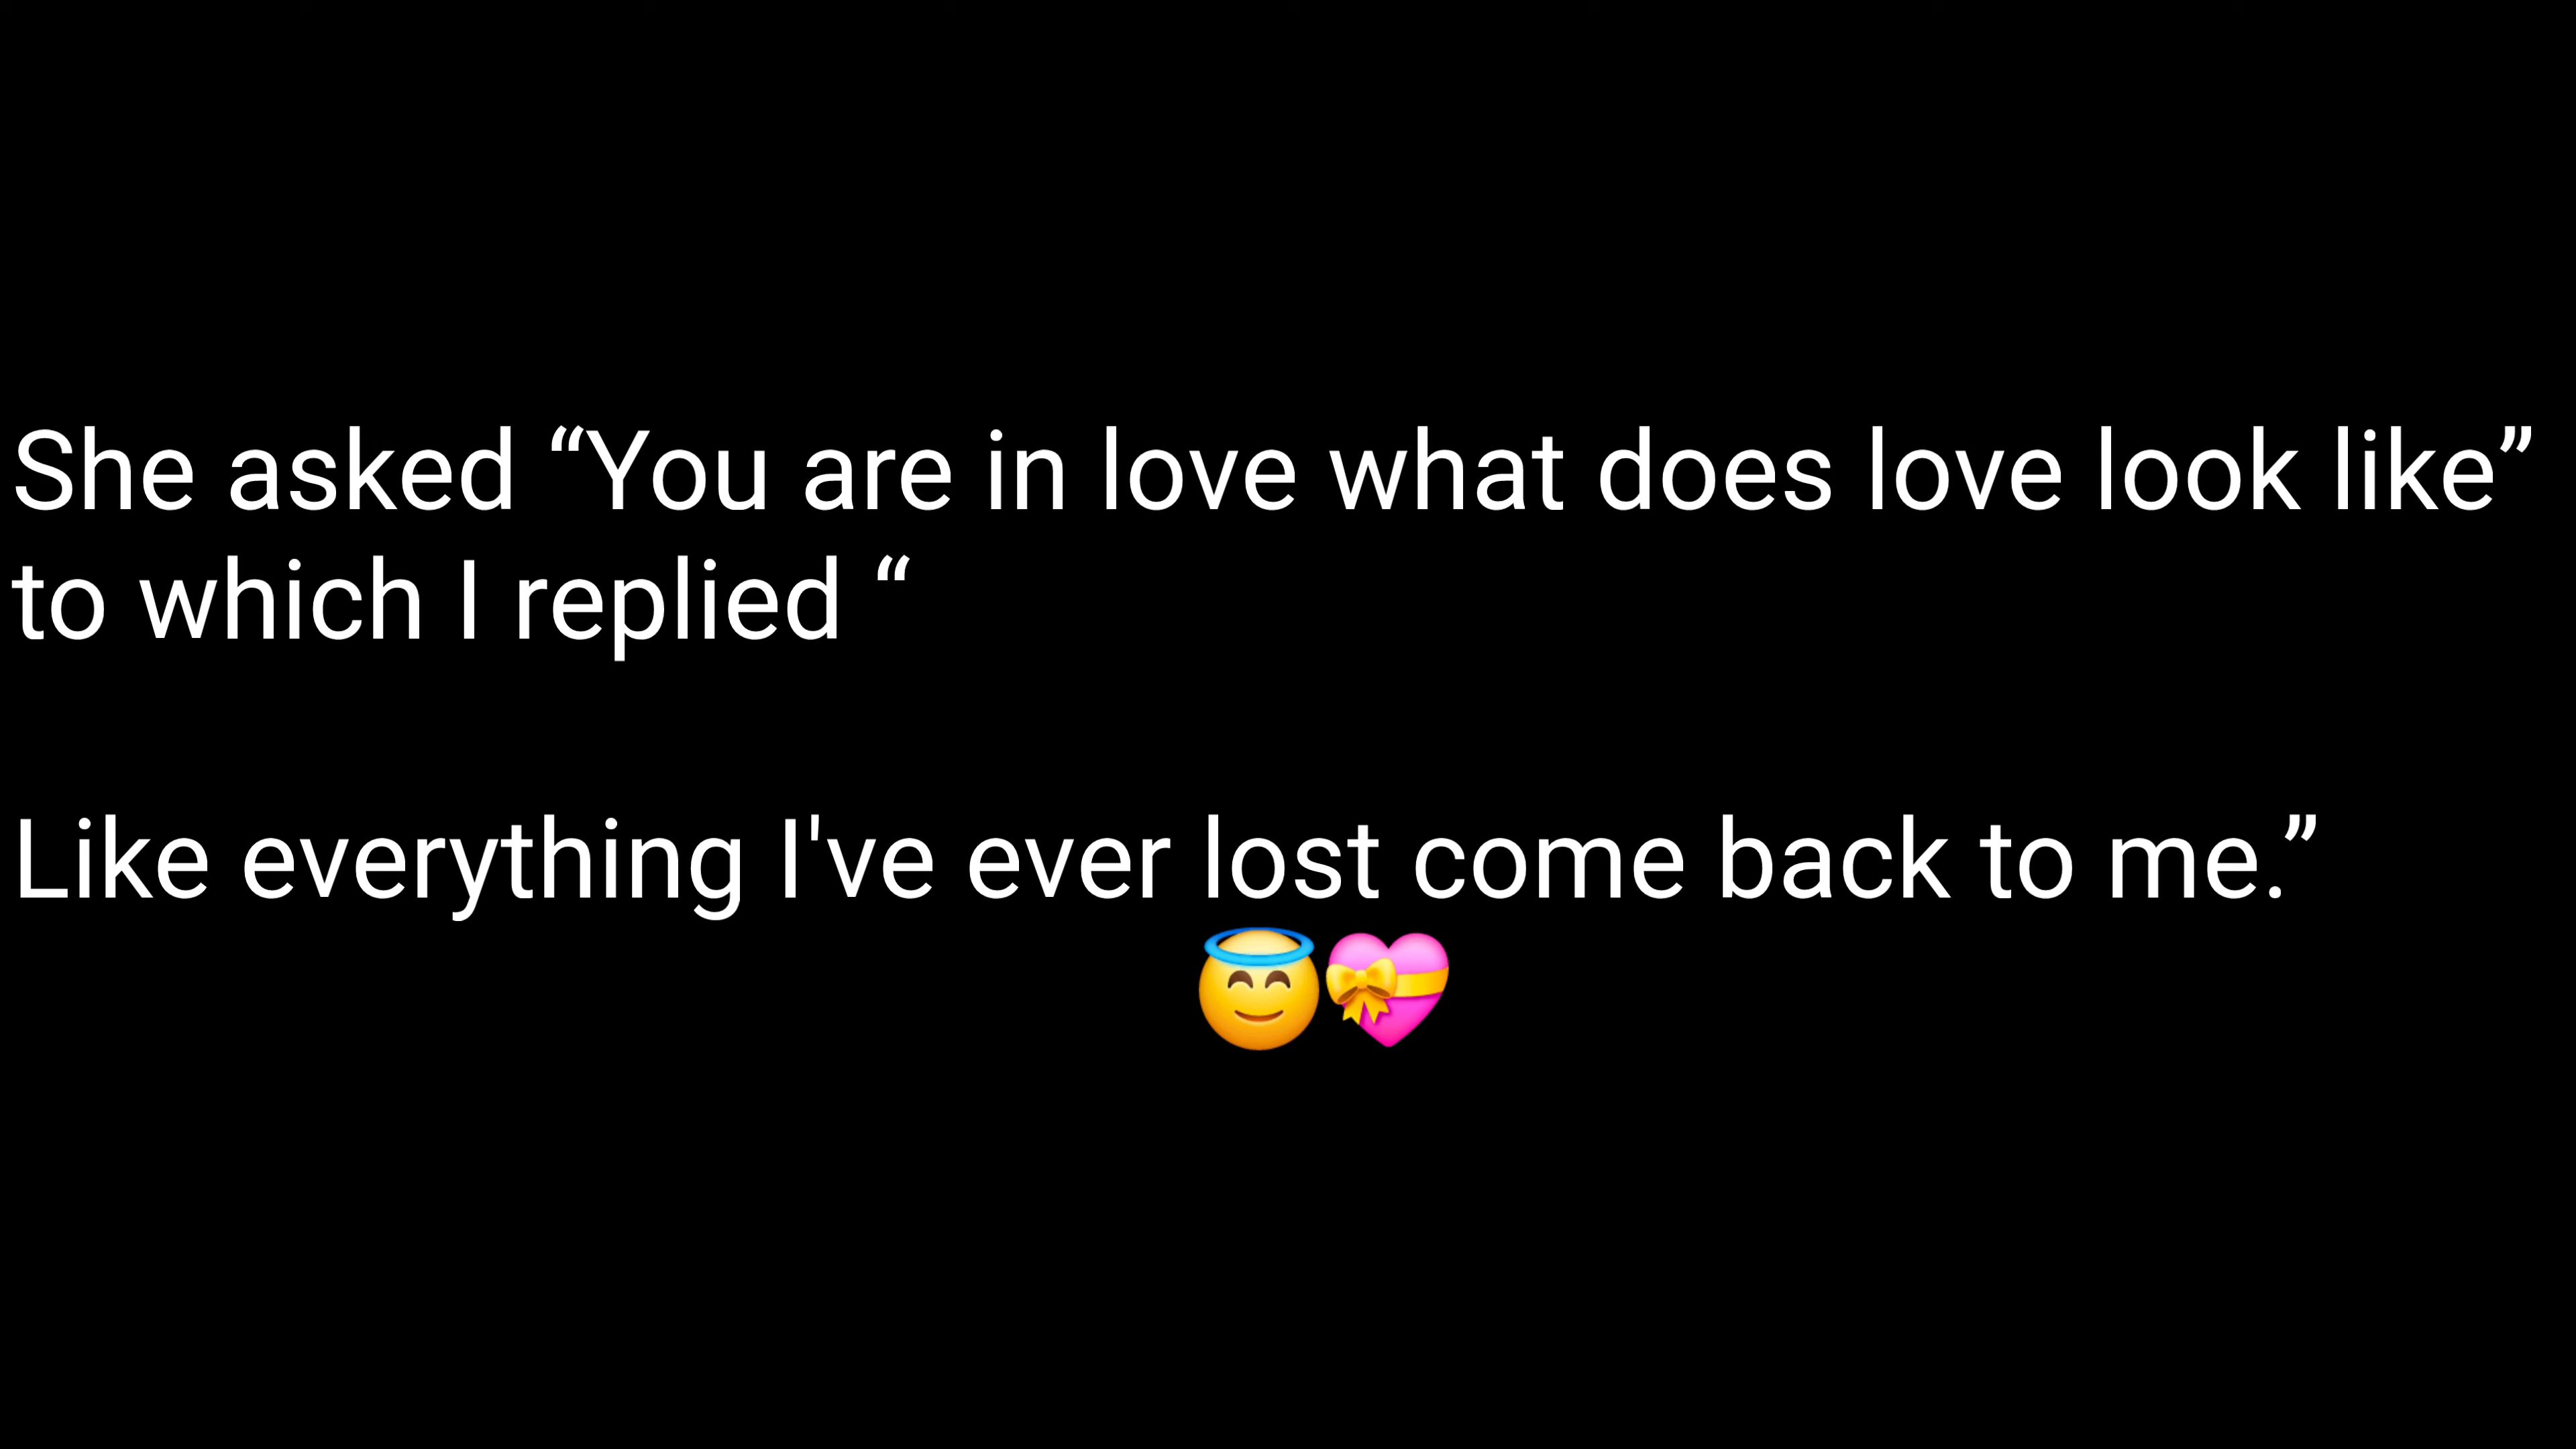 She asked “You are in love what does love look like”
to which I replied “
Like everything I've ever lost come back to me.”
😇💝